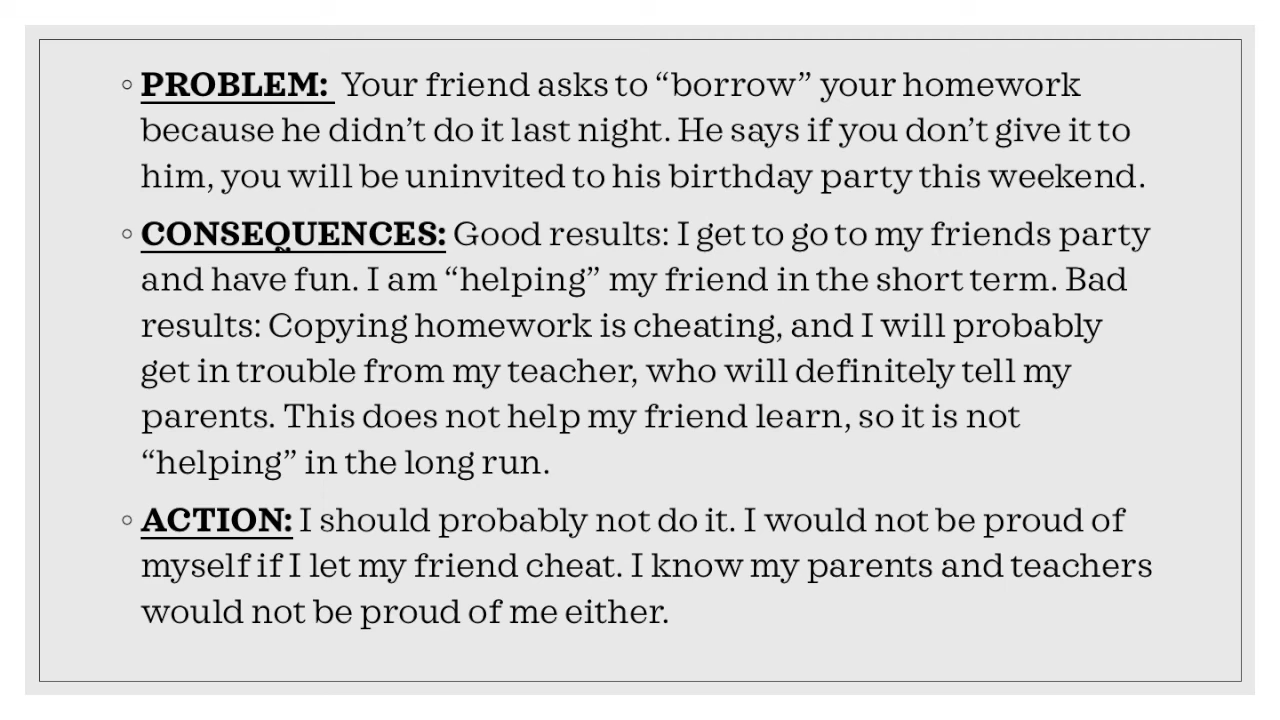 ◦ PROBLEM: Your friend asks to “borrow” your homework
because he didn’t do it last night. He says if you don’t give it to
him, you will be uninvited to his birthday party this weekend.
◦ CONSEQUENCES: Good results: I get to go to my friends party
and have fun. I am “helping” my friend in the short term. Bad
results: Copying homework is cheating, and I will probably
get in trouble from my teacher, who will definitely tell my
parents. This does not help my friend learn, so it is not
“helping” in the long run.
◦ ACTION: I should probably not do it. I would not be proud of
myself if I let my friend cheat. I know my parents and teachers
would not be proud of me either.